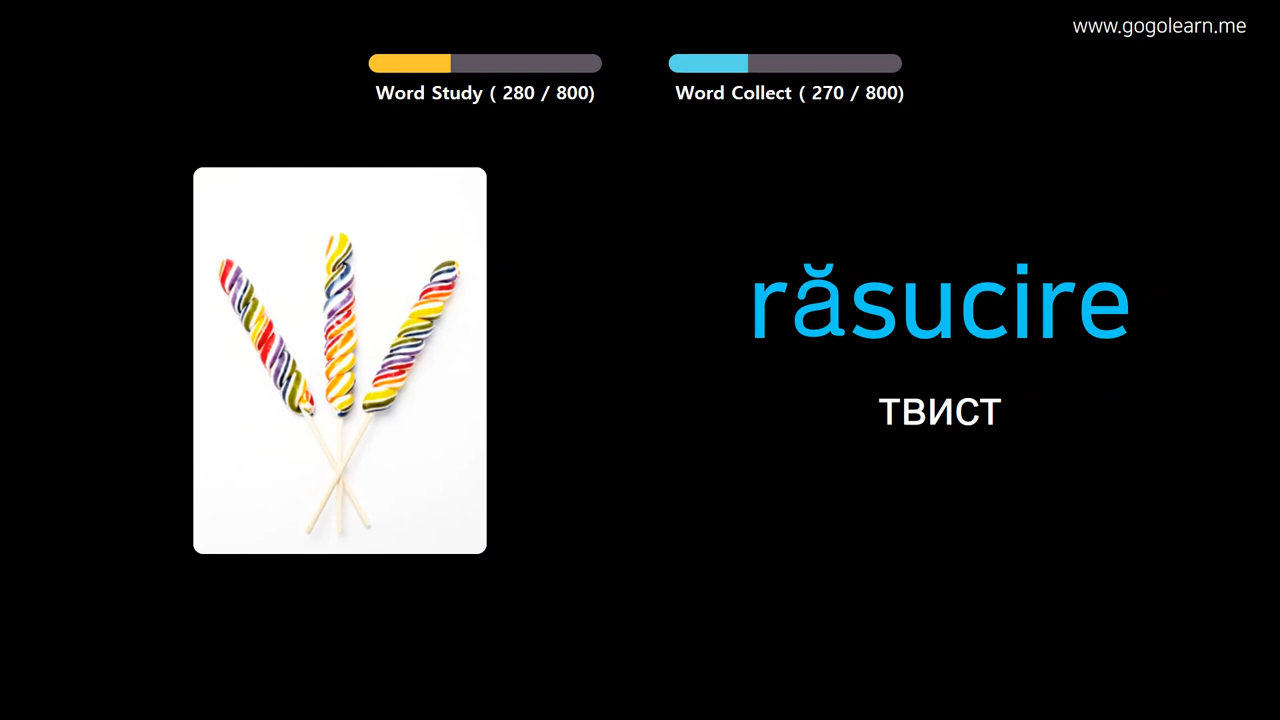 www.gogolearn.me
Word Study ( 280 / 800)
Word Collect ( 270 / 800)
răsucire
твист